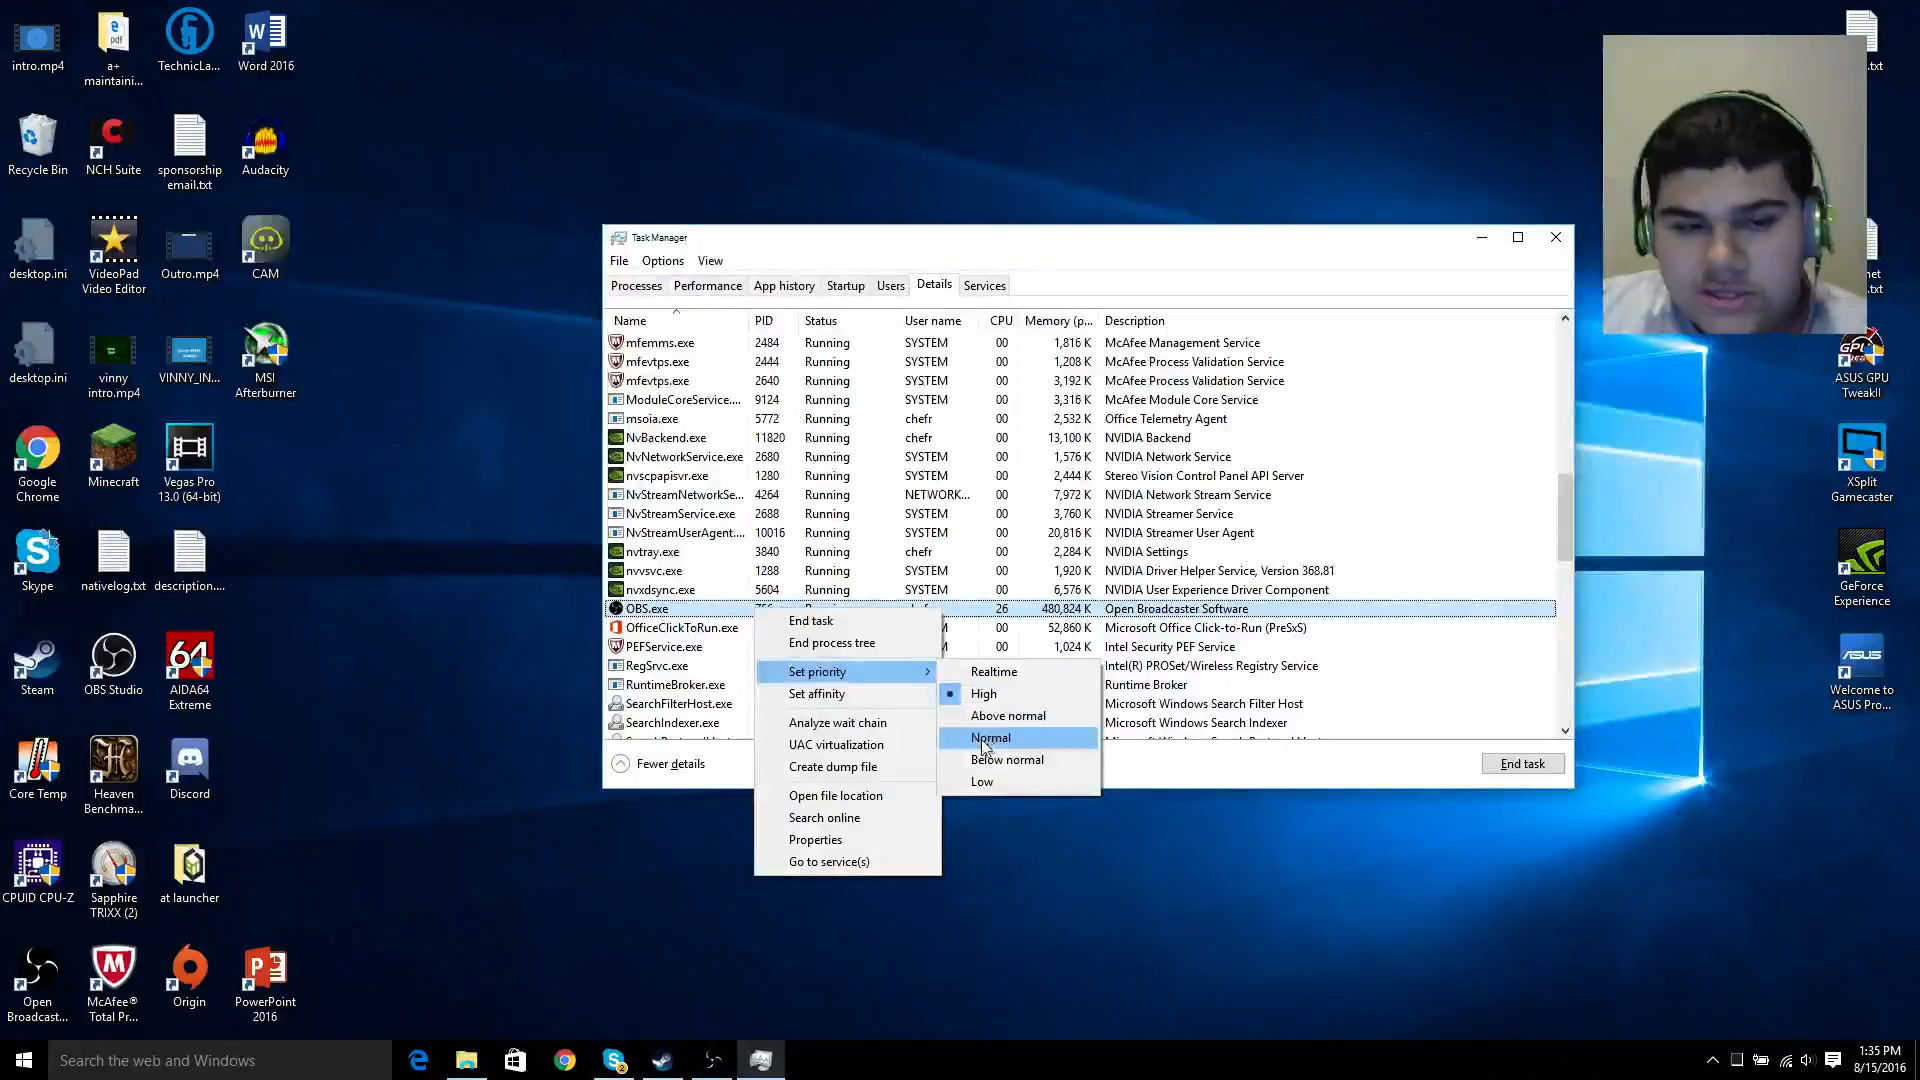 intro.mp4
a+
maintaini...
TechnicLa...
Word 2016
Recycle Bin
NCH Suite
sponsorship
email.txt
Audacity
desktop.ini
VideoPad
Video Editor
Outro.mp4
CAM
desktop.ini
vinny
intro.mp4
VINNY_IN...
MSI
Afterburner
Google
Chrome
Minecraft
Vegas Pro
13.0 (64-bit)
Skype
nativelog.txt
description....
Steam
OBS Studio
64
AIDA64
Extreme
Core Temp
Heaven
Benchma...
Discord
CPUID CPU-Z
Sapphire
TRIXX (2)
at launcher
Open
Broadcast...
McAfee®
Total Pr...
Origin
PowerPoint
2016
Task Manager
File Options View
Processes Performance App history Startup Users Details Services
Name PID Status User name CPU Memory (p... Description
mfemms.exe 2484 Running SYSTEM 00 1,816 K McAfee Management Service
mfevtps.exe 2444 Running SYSTEM 00 1,208 K McAfee Process Validation Service
mfevtps.exe 2640 Running SYSTEM 00 3,192 K McAfee Process Validation Service
ModuleCoreService.... 9124 Running SYSTEM 00 3,316 K McAfee Module Core Service
msoia.exe 5772 Running chefr 00 2,532 K Office Telemetry Agent
NvBackend.exe 11820 Running chefr 00 13,100 K NVIDIA Backend
NvNetworkService.exe 2680 Running SYSTEM 00 1,576 K NVIDIA Network Service
nvscpapisvr.exe 1280 Running SYSTEM 00 2,444 K Stereo Vision Control Panel API Server
NvStreamNetworkSe... 4264 Running NETWORK... 00 7,972 K NVIDIA Network Stream Service
NvStreamService.exe 2688 Running SYSTEM 00 3,760 K NVIDIA Streamer Service
NvStreamUserAgent.... 10016 Running SYSTEM 00 20,816 K NVIDIA Streamer User Agent
nvtray.exe 3840 Running chefr 00 2,284 K NVIDIA Settings
nvvsvc.exe 1288 Running SYSTEM 00 1,920 K NVIDIA Driver Helper Service, Version 368.81
nvxdsync.exe 5604 Running SYSTEM 00 6,576 K NVIDIA User Experience Driver Component
OBS.exe 26 480,824 K Open Broadcaster Software
OfficeClickToRun.exe 00 52,860 K Microsoft Office Click-to-Run (PreSxS)
PEFService.exe 00 1,024 K Intel Security PEF Service
RegSrvc.exe Intel(R) PROSet/Wireless Registry Service
RuntimeBroker.exe Runtime Broker
SearchFilterHost.exe Microsoft Windows Search Filter Host
SearchIndexer.exe Microsoft Windows Search Indexer
Fewer details
End task
End task
End process tree
Set priority
Set affinity
Analyze wait chain
UAC virtualization
Create dump file
Open file location
Search online
Properties
Go to service(s)
Realtime
High
Above normal
Normal
Below normal
Low
.txt
net
.txt
GPU
ASUS GPU
TweakII
XSplit
Gamecaster
GeForce
Experience
ASUS
Welcome to
ASUS Pro...
Search the web and Windows
1:35 PM
8/15/2016